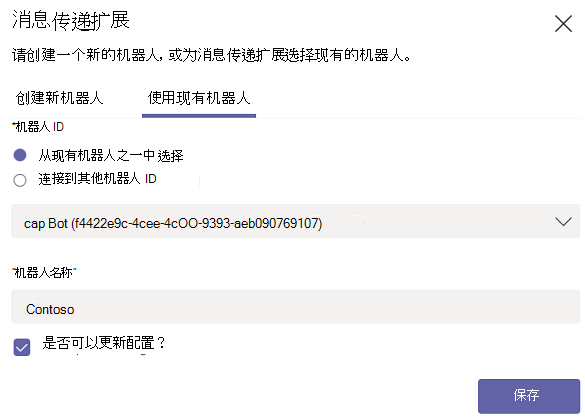 消息传递扩展
请创建一个新的机器人，或为消息传递扩展选择现有的机器人。
创建新机器人 使用现有机器人
*机器人 ID
从现有机器人之一中 选择
连接到其他机器人 ID
cap Bot (f4422e9c-4cee-4cOO-9393-aeb090769107)
"机器人名称"
Contoso
是否可以更新配置？
保存